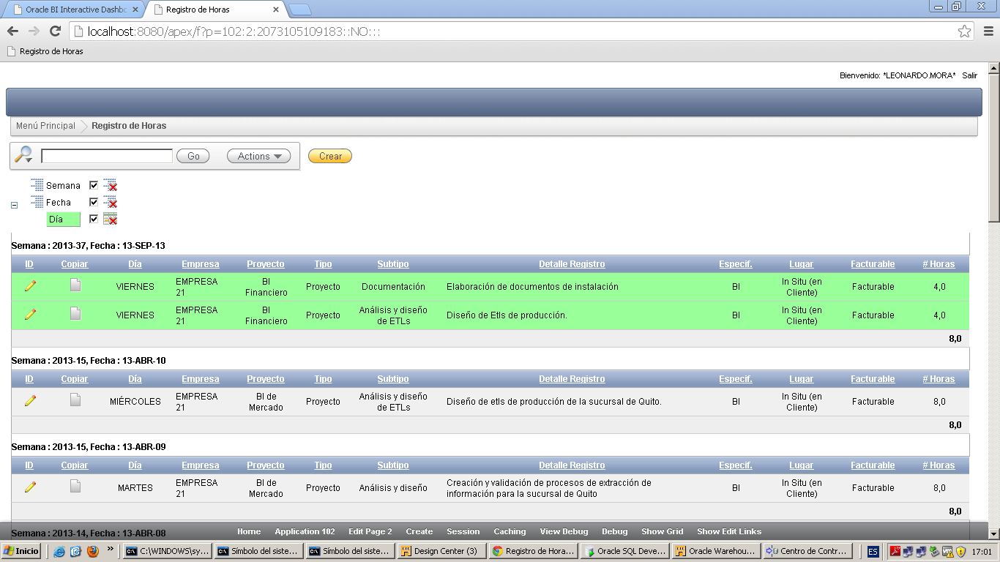 Oracle BI Interactive Dashbo
Registro de Horas
localhost:8080/apex/f?p=102:2:2073105109183::NO:::
Registro de Horas
Bienvenido: *LEONARDO.MORA* Salir
Menú Principal Registro de Horas
Go Actions Crear
Semana
Fecha
Día
Semana : 2013-37, Fecha : 13-SEP-13
ID Copiar Día Empresa Proyecto Tipo Subtipo Detalle Registro Especif. Lugar Facturable # Horas
VIERNES EMPRESA 21 BI Financiero Proyecto Documentación Elaboración de documentos de instalación BI In Situ (en Cliente) Facturable 4,0
VIERNES EMPRESA 21 BI Financiero Proyecto Análisis y diseño de ETLs Diseño de Etls de producción. BI In Situ (en Cliente) Facturable 4,0
8,0
Semana : 2013-15, Fecha : 13-ABR-10
ID Copiar Día Empresa Proyecto Tipo Subtipo Detalle Registro Especif. Lugar Facturable # Horas
MIÉRCOLES EMPRESA 21 BI de Mercado Proyecto Análisis y diseño de ETLs Diseño de etls de producción de la sucursal de Quito. BI In Situ (en Cliente) Facturable 8,0
8,0
Semana : 2013-15, Fecha : 13-ABR-09
ID Copiar Día Empresa Proyecto Tipo Subtipo Detalle Registro Especif. Lugar Facturable # Horas
MARTES EMPRESA 21 BI de Mercado Proyecto Análisis y diseño Creación y validación de procesos de extracción de información para la sucursal de Quito BI In Situ (en Cliente) Facturable 8,0
8,0
Semana : 2013-14, Fecha : 13-ABR-08
Home Application 102 Edit Page 2 Create Session Caching View Debug Debug Show Grid Show Edit Links
Inicio C:\WINDOWS\sy... Símbolo del siste... Símbolo del siste... Design Center (3) Registro de Hora... Oracle SQL Deve... Oracle Warehou... Centro de Contr... ES 17:01